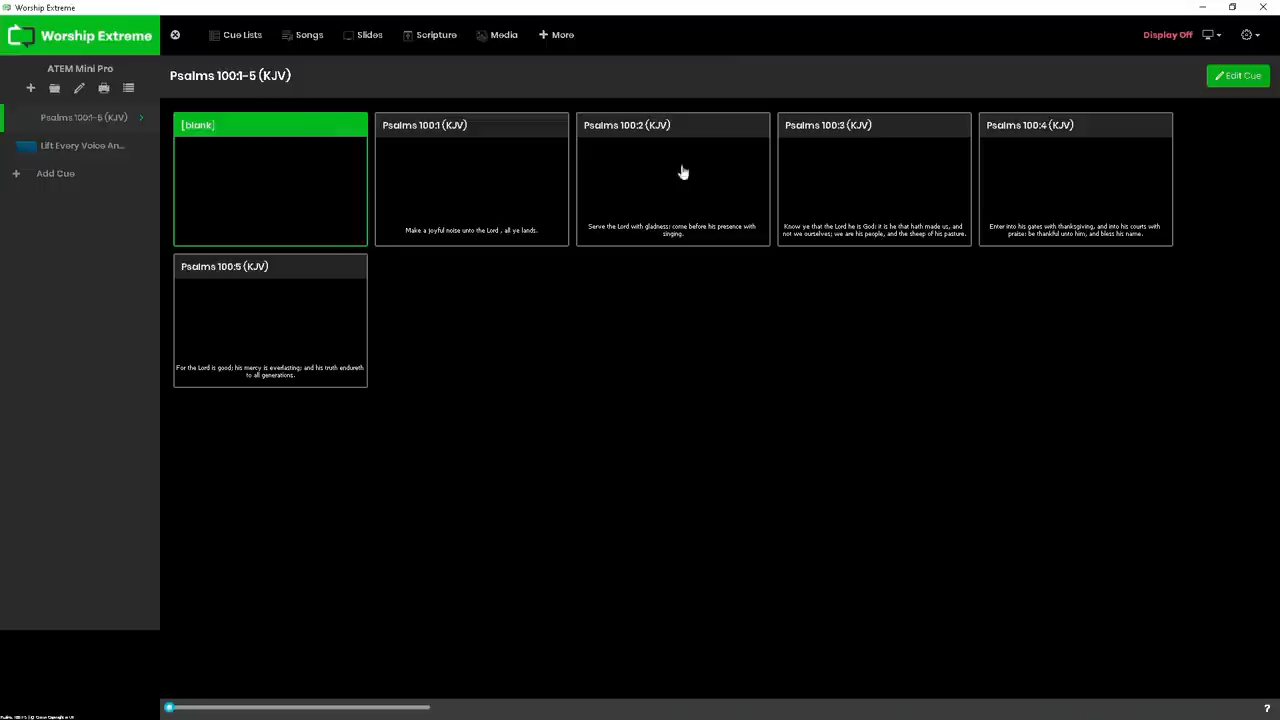 Worship Extreme
Worship Extreme
Cue Lists
Songs
Slides
Scripture
Media
More
Display Off
ATEM Mini Pro
Psalms 100:1-5 (KJV)
Edit Cue
Psalms 100:1-5 (KJV)
Lift Every Voice An...
Add Cue
[blank]
Psalms 100:1 (KJV)
Make a joyful noise unto the Lord , all ye lands.
Psalms 100:2 (KJV)
Serve the Lord with gladness: come before his presence with
singing.
Psalms 100:3 (KJV)
Know ye that the Lord he is God: it is he that hath made us, and
not we ourselves; we are his people, and the sheep of his pasture.
Psalms 100:4 (KJV)
Enter into his gates with thanksgiving, and into his courts with
praise: be thankful unto him, and bless his name.
Psalms 100:5 (KJV)
For the Lord is good; his mercy is everlasting; and his truth endureth
to all generations.
?